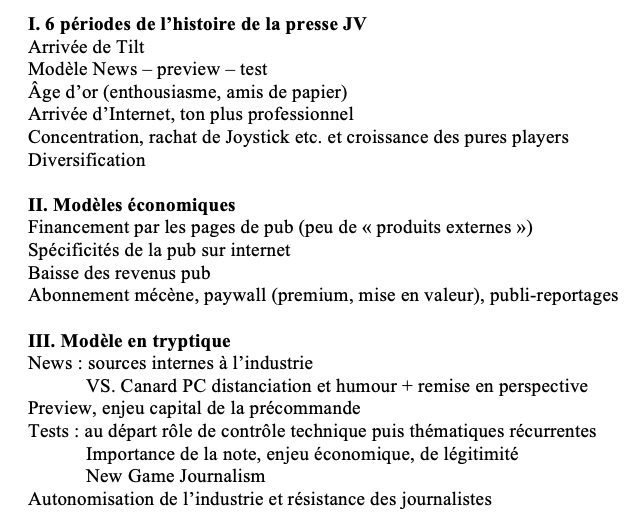 I. 6 périodes de l’histoire de la presse JV
Arrivée de Tilt
Modèle News – preview – test
Âge d’or (enthousiasme, amis de papier)
Arrivée d’Internet, ton plus professionnel
Concentration, rachat de Joystick etc. et croissance des pures players
Diversification
II. Modèles économiques
Financement par les pages de pub (peu de « produits externes »)
Spécificités de la pub sur internet
Baisse des revenus pub
Abonnement mécène, paywall (premium, mise en valeur), publi-reportages
III. Modèle en tryptique
News : sources internes à l’industrie
VS. Canard PC distanciation et humour + remise en perspective
Preview, enjeu capital de la précommande
Tests : au départ rôle de contrôle technique puis thématiques récurrentes
Importance de la note, enjeu économique, de légitimité
New Game Journalism
Autonomisation de l’industrie et résistance des journalistes